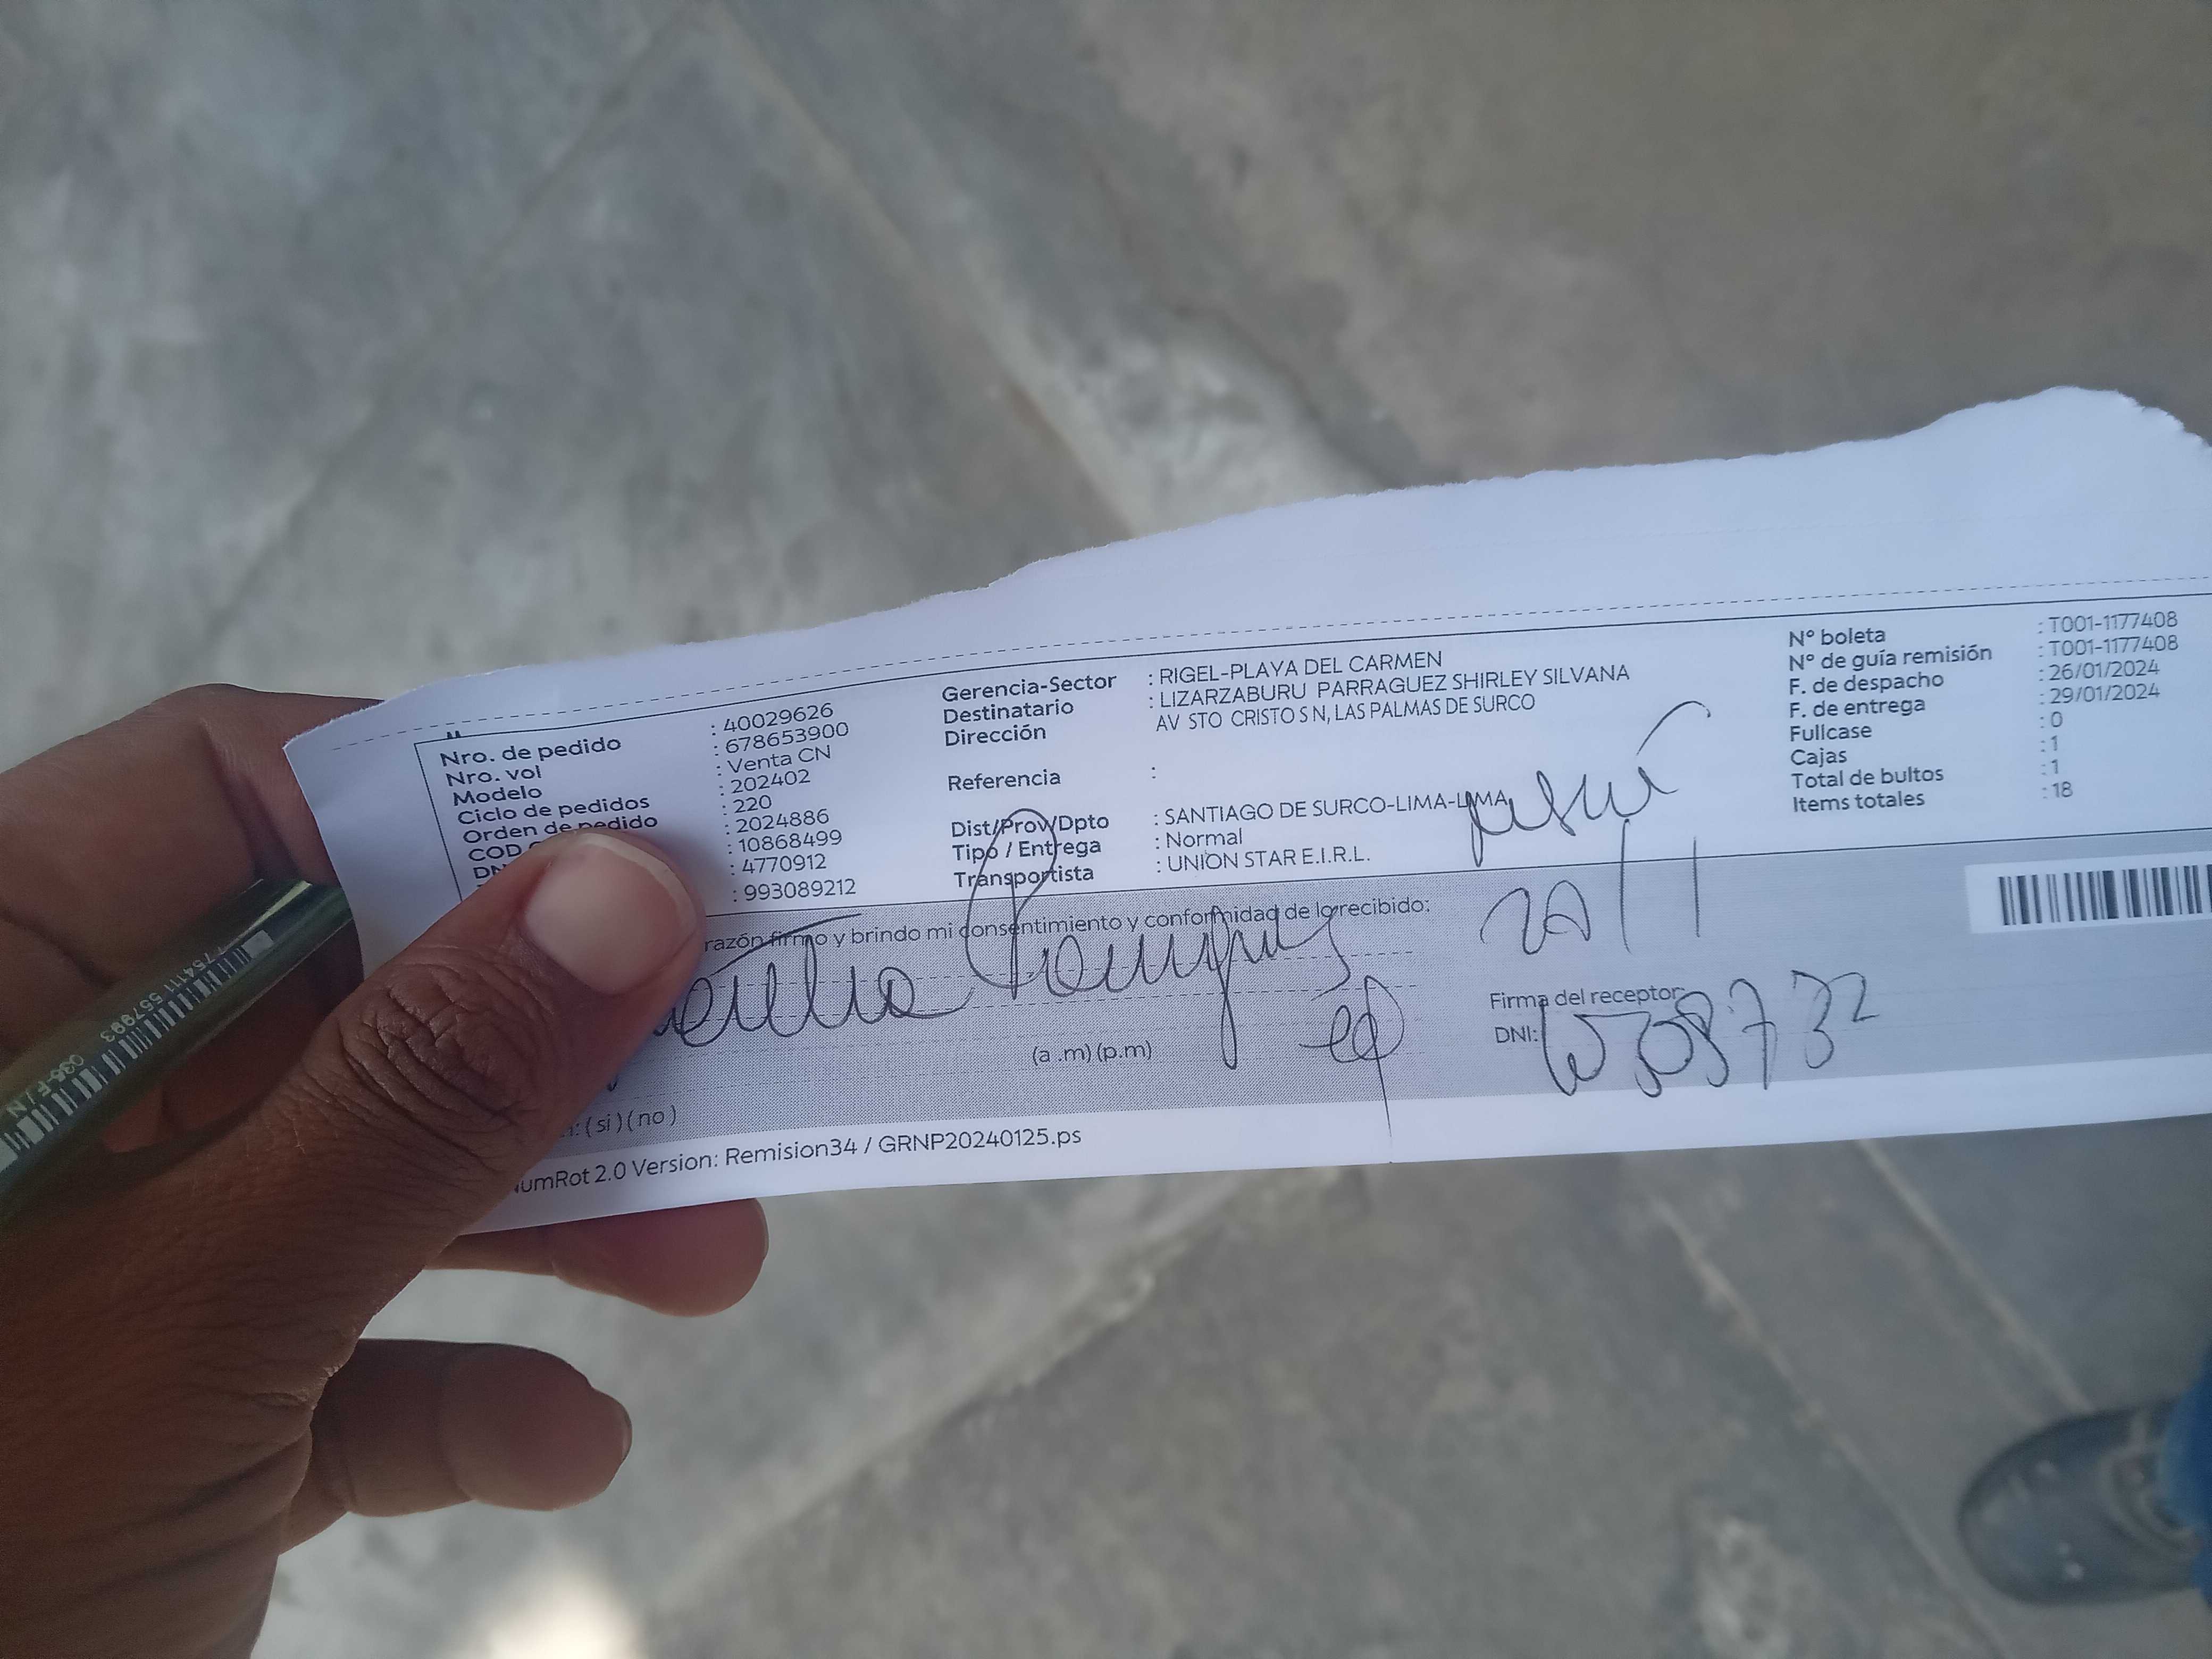 Nro. de pedido : 40029626
Nro. vol : 678653900
Modelo : Venta CN
Ciclo de pedidos : 202402
Orden de pedido : 220
COD : 2024886
: 10868499
: 4770912
: 993089212
Gerencia-Sector : RIGEL-PLAYA DEL CARMEN
Destinatario : LIZARZABURU PARRAGUEZ SHIRLEY SILVANA
Dirección AV STO CRISTO S N, LAS PALMAS DE SURCO
Referencia :
Dist/Prov/Dpto : SANTIAGO DE SURCO-LIMA-LIMA
Tipo / Entrega : Normal
Transportista : UNION STAR E.I.R.L.
N° boleta : T001-1177408
N° de guía remisión : T001-1177408
F. de despacho : 26/01/2024
F. de entrega : 29/01/2024
Fullcase : 0
Cajas : 1
Total de bultos : 1
Items totales : 18
razón firmo y brindo mi consentimiento y conformidad de lo recibido:
(a .m) (p.m)
Firma del receptor:
DNI:
: ( si ) ( no )
NumRot 2.0 Version: Remision34 / GRNP20240125.ps
7 754111 557993
036-F / N